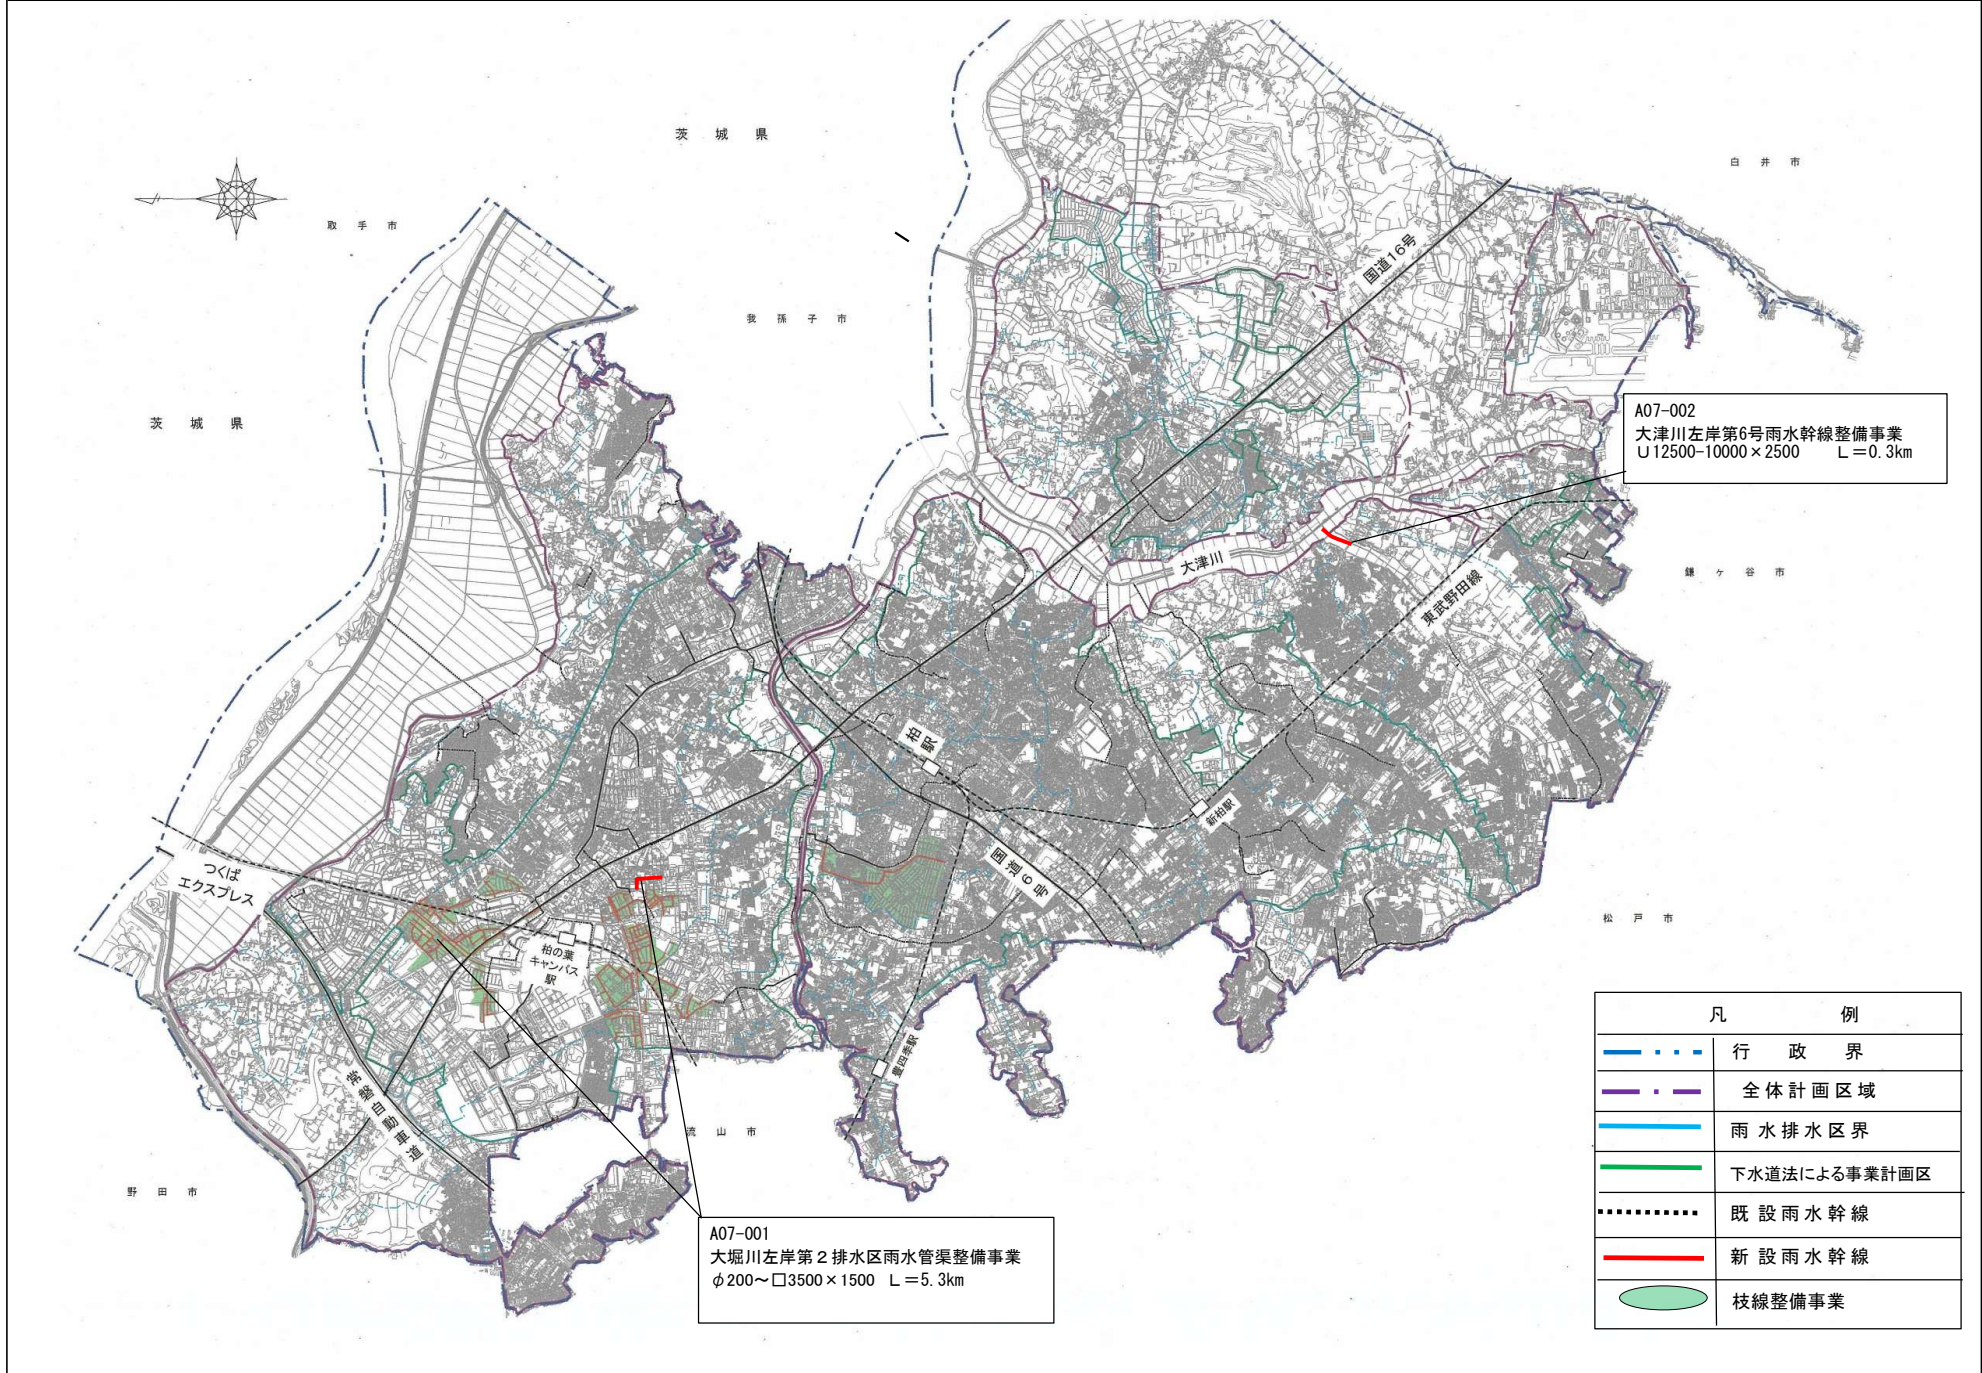 茨城県
白井市
取手市
国道16号
我孫子市
茨城県
A07-002
大津川左岸第6号雨水幹線整備事業
U12500-10000×2500 L=0.3km
大津川
鎌ヶ谷市
東武野田線
柏駅
新柏駅
国道6号
つくば
エクスプレス
松戸市
柏の葉
キャンパス
駅
豊四季駅
常磐自動車道
流山市
野田市
A07-001
大堀川左岸第2排水区雨水管渠整備事業
φ200～□3500×1500 L=5.3km
凡例
行政界
全体計画区域
雨水排水区界
下水道法による事業計画区
既設雨水幹線
新設雨水幹線
枝線整備事業